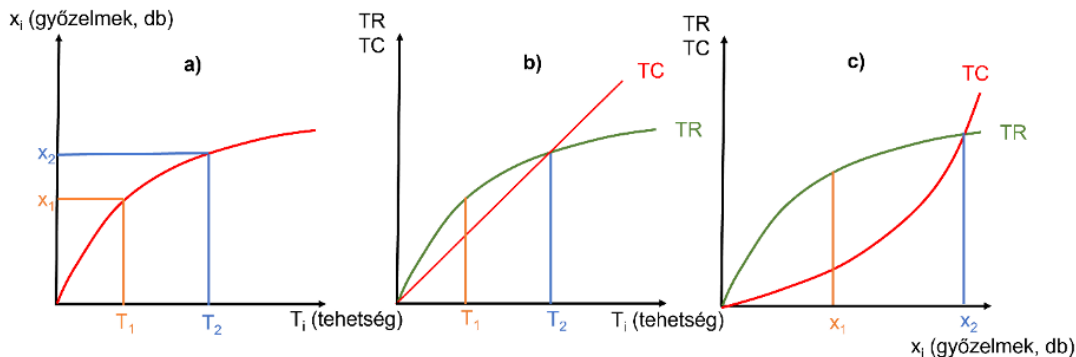 xᵢ (győzelmek, db)
a)
x₂
x₁
T₁
T₂
Tᵢ (tehetség)
TR
TC
b)
TC
TR
T₁
T₂
Tᵢ (tehetség)
TR
TC
c)
TC
TR
x₁
x₂
xᵢ (győzelmek, db)